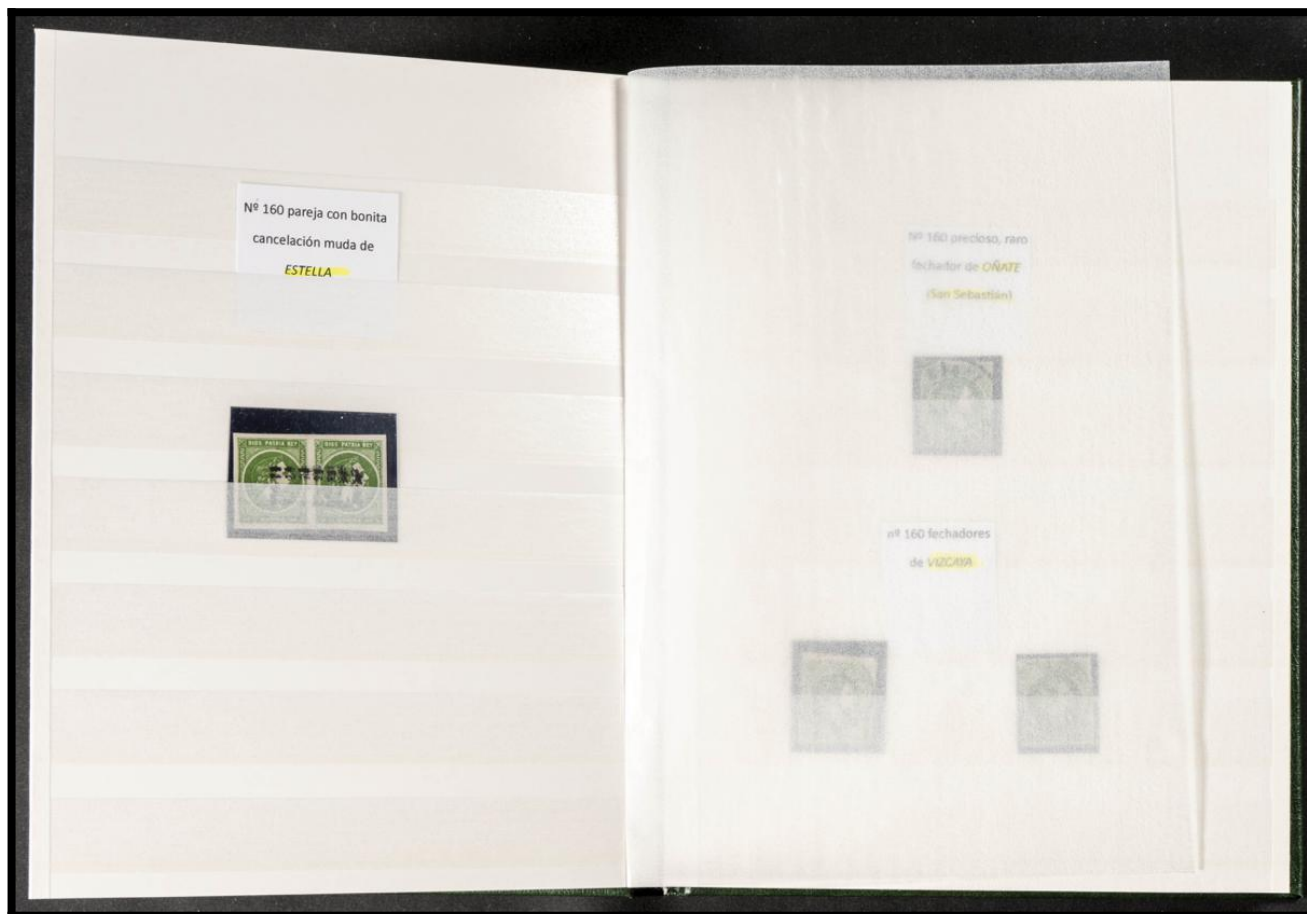 Nº 160 pareja con bonita
cancelación muda de
ESTELLA
DIOS PATRIA REY
DIOS PATRIA REY
Nº 160 precioso, raro
fechador de OÑATE
(San Sebastián)
nº 160 fechadores
de VIZCAYA